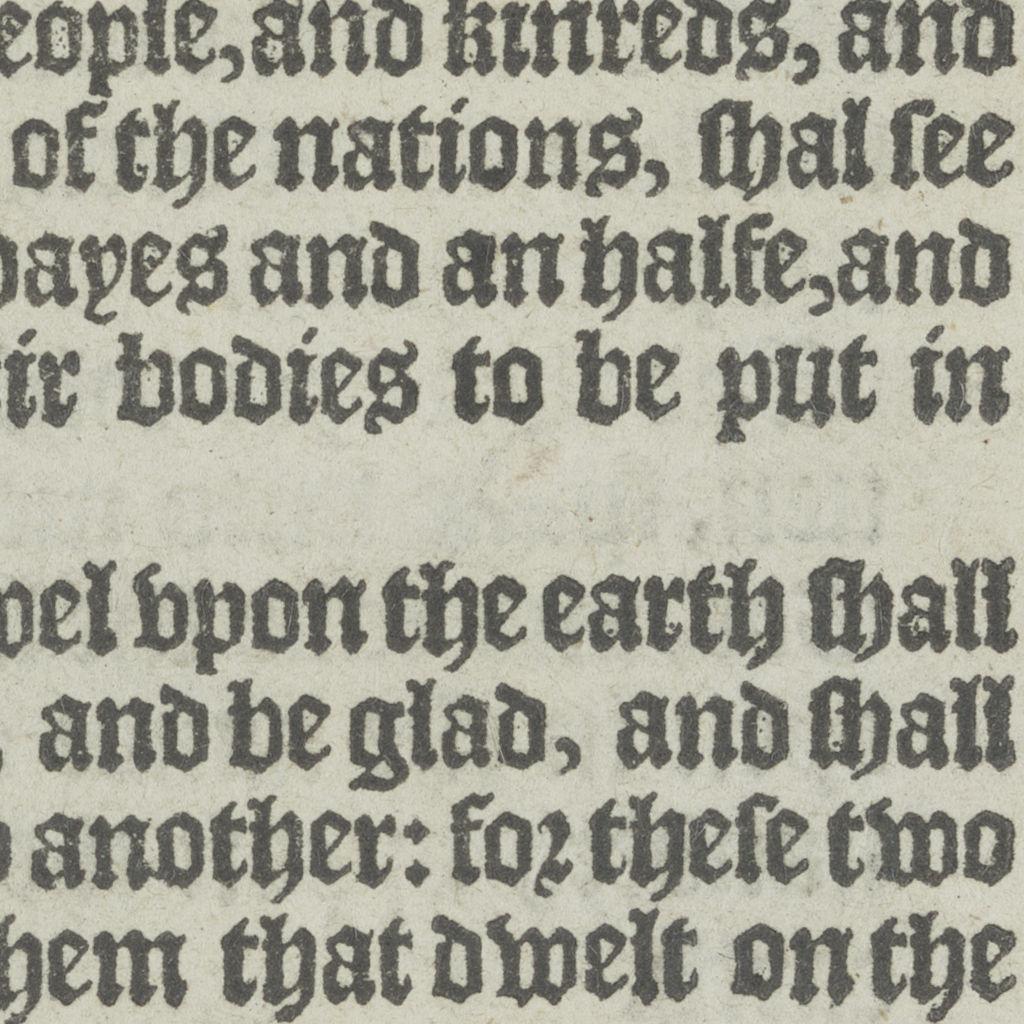 eople, and kinreds, and
of the nations, ſhal ſee
dayes and an halfe, and
eir bodies to be put in
wel vpon the earth ſhall
, and be glad, and ſhall
o another: foꝛ theſe two
hem that dwelt on the